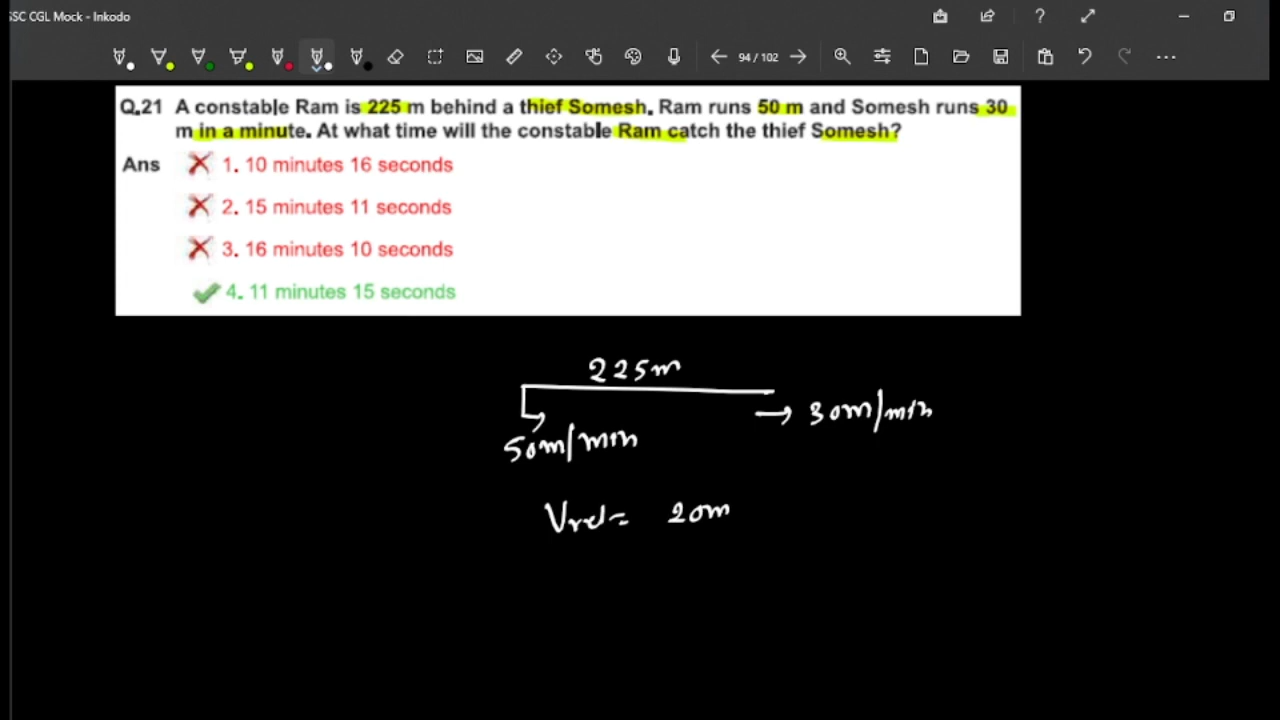 SC CGL Mock - Inkodo
94 / 102
Q.21 A constable Ram is 225 m behind a thief Somesh. Ram runs 50 m and Somesh runs 30
m in a minute. At what time will the constable Ram catch the thief Somesh?
Ans 1. 10 minutes 16 seconds
2. 15 minutes 11 seconds
3. 16 minutes 10 seconds
4. 11 minutes 15 seconds
225m
30m/min
50m/min
Vrel = 20m